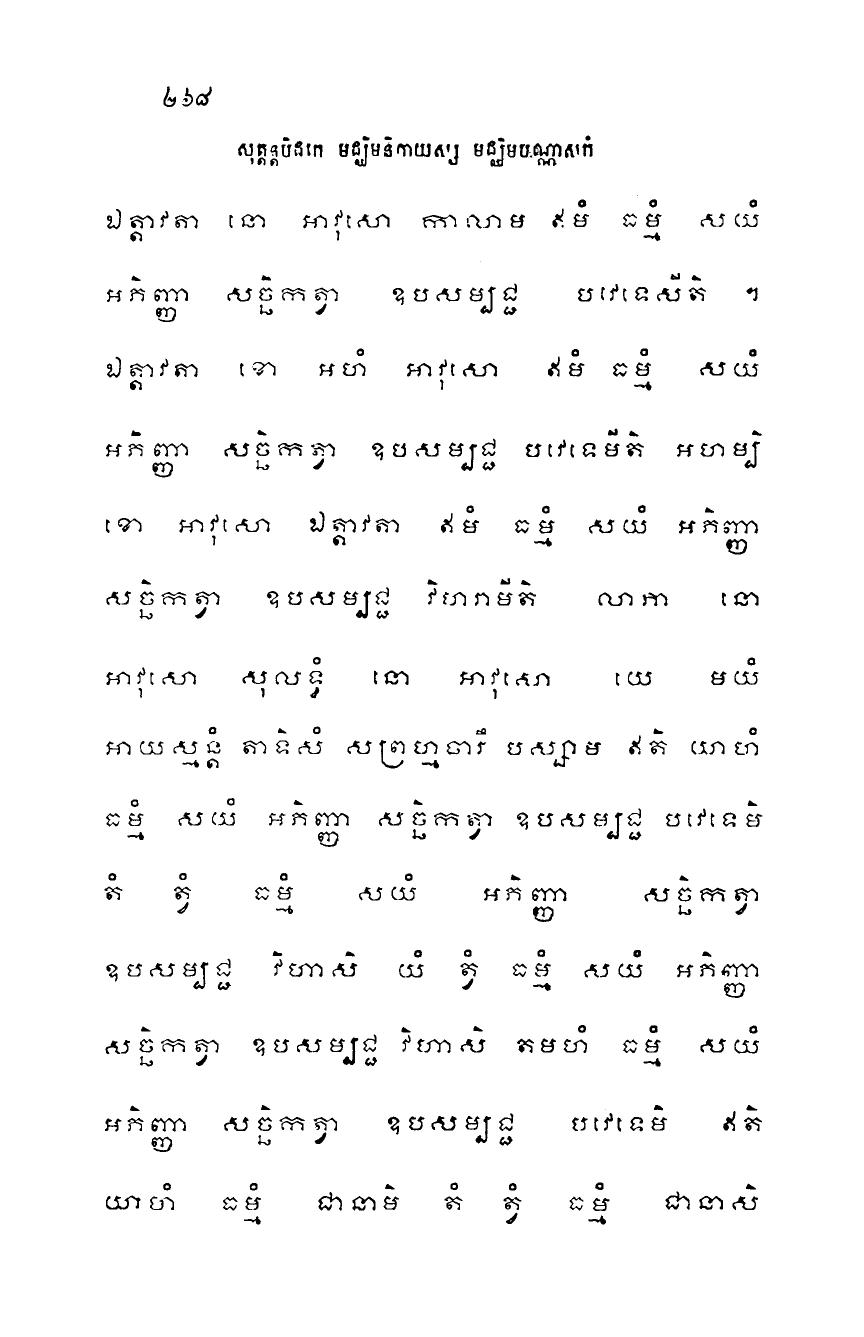 ២៦៨
សុត្តន្តបិដកេ មជ្ឈិមនិកាយស្ស មជ្ឈិមបណ្ណាសកំ
ឯត្តាវតា នោ អាវុសោ កាលាម ឥមំ ធម្មំ សយំ
អភិញ្ញា សច្ឆិកត្វា ឧបសម្បជ្ជ បវេទេសីតិ ។
ឯត្តាវតា ខោ អហំ អាវុសោ ឥមំ ធម្មំ សយំ
អភិញ្ញា សច្ឆិកត្វា ឧបសម្បជ្ជ បវេទេមីតិ អហម្បិ
ខោ អាវុសោ ឯត្តាវតា ឥមំ ធម្មំ សយំ អភិញ្ញា
សច្ឆិកត្វា ឧបសម្បជ្ជ វិហរាមីតិ លាភា នោ
អាវុសោ សុលទ្ធំ នោ អាវុសោ យេ មយំ
អាយស្មន្តំ តាទិសំ សព្រហ្មចារឹ បស្សាម ឥតិ យាហំ
ធម្មំ សយំ អភិញ្ញា សច្ឆិកត្វា ឧបសម្បជ្ជ បវេទេមិ
តំ ត្វំ ធម្មំ សយំ អភិញ្ញា សច្ឆិកត្វា
ឧបសម្បជ្ជ វិហាសិ យំ ត្វំ ធម្មំ សយំ អភិញ្ញា
សច្ឆិកត្វា ឧបសម្បជ្ជ វិហាសិ តមហំ ធម្មំ សយំ
អភិញ្ញា សច្ឆិកត្វា ឧបសម្បជ្ជ បវេទេមិ ឥតិ
យាហំ ធម្មំ ជានាមិ តំ ត្វំ ធម្មំ ជានាសិ